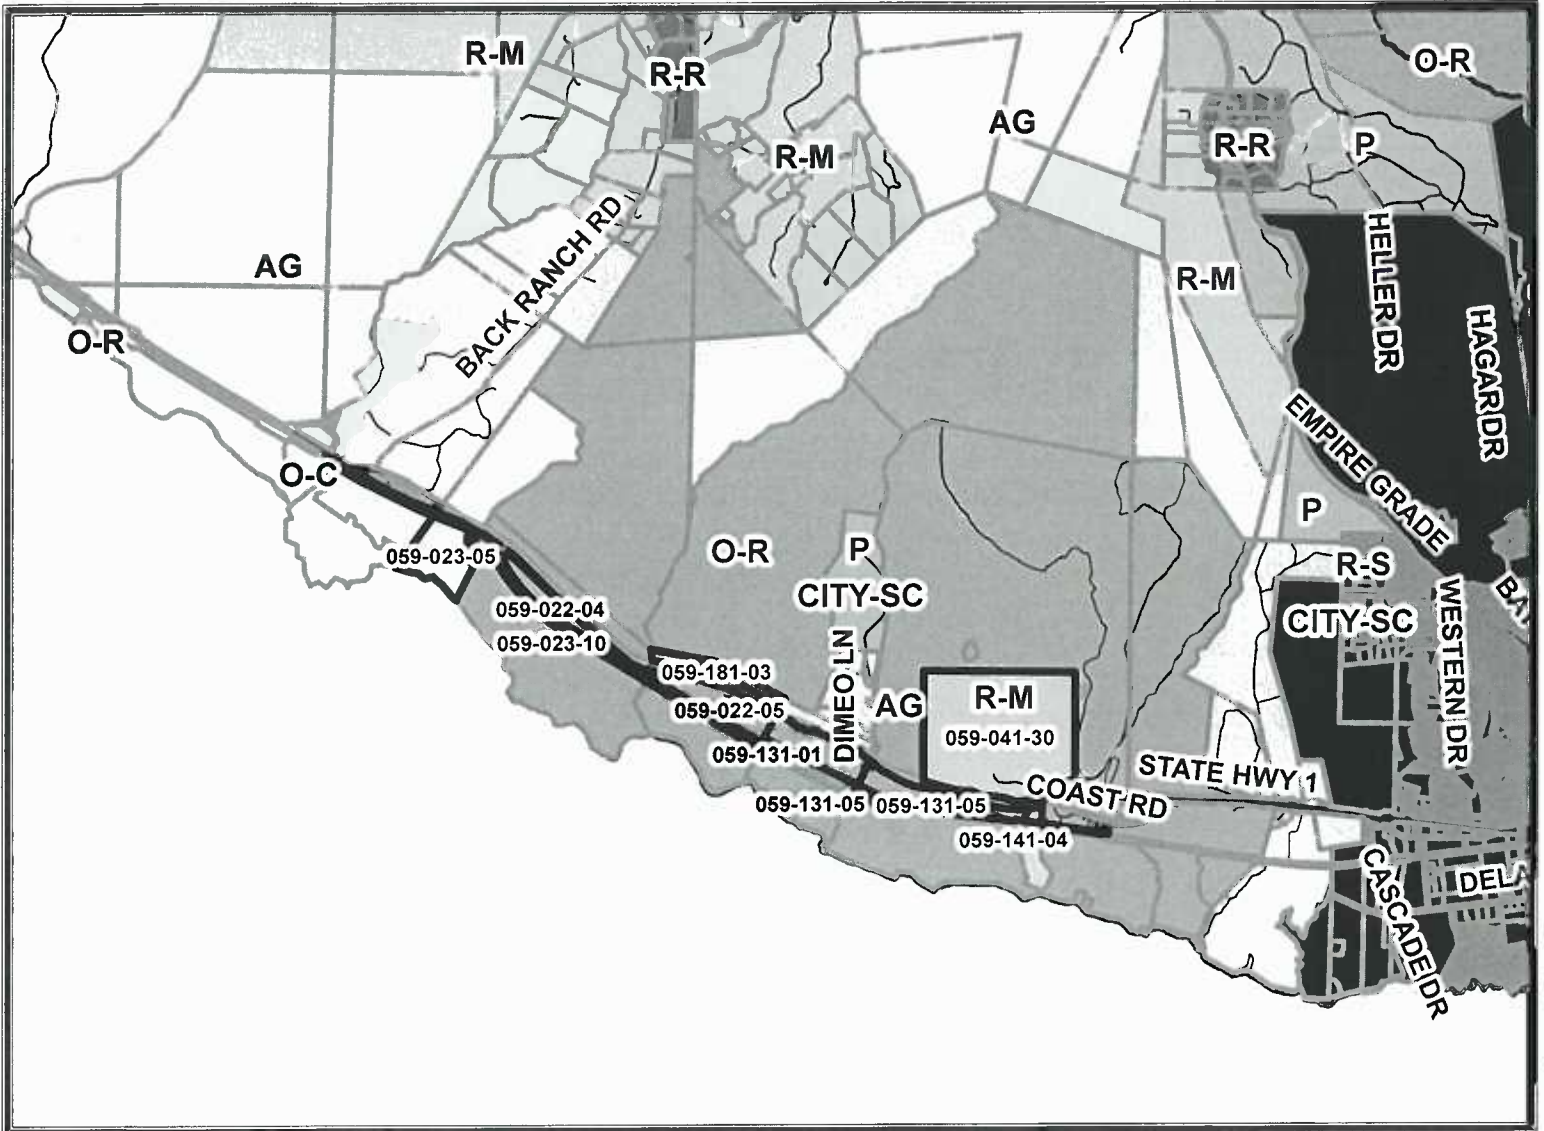 R-M
R-R
O-R
AG
R-R
P
R-M
HELLER DR
BACK RANCH RD
AG
R-M
HAGAR DR
O-R
EMPIRE GRADE
O-C
P
059-023-05
O-R
P
R-S
CITY-SC
WESTERN DR
CITY-SC
059-022-04
059-023-10
DIMEO LN
059-181-03
R-M
AG
059-022-05
059-041-30
059-131-01
STATE HWY 1
COAST RD
059-131-05
059-131-05
059-141-04
CASCADE DR